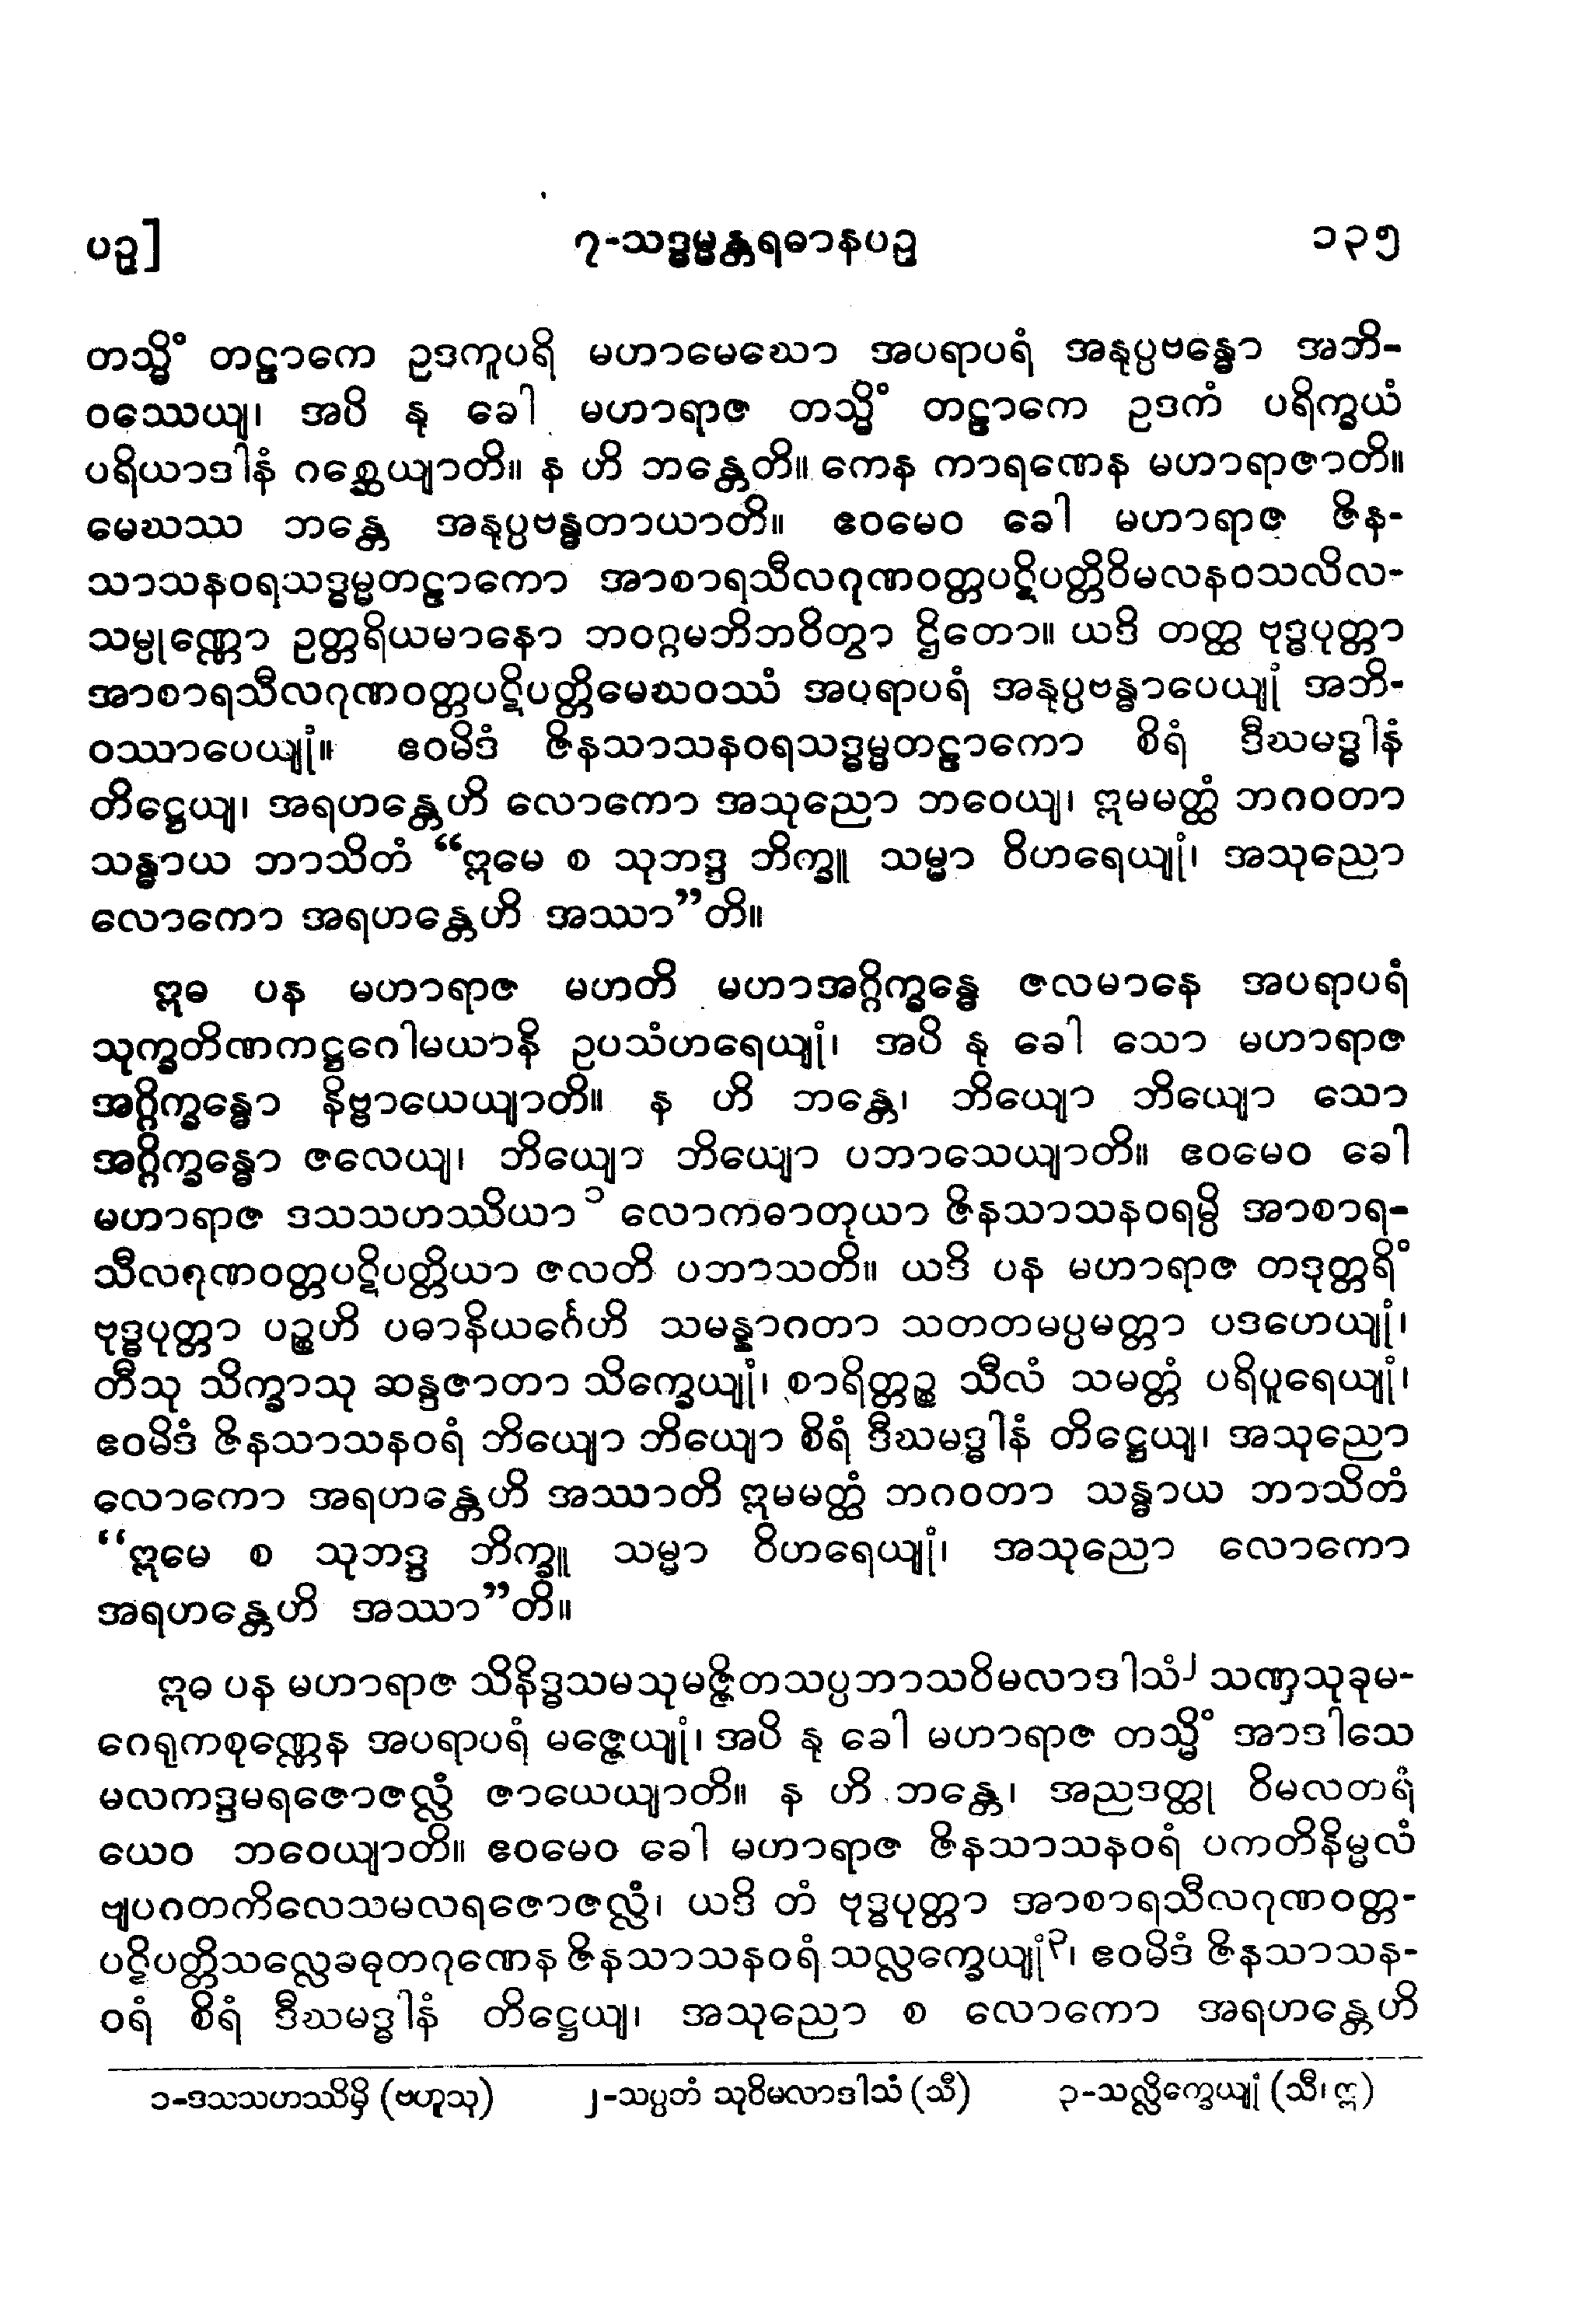 ပဥှ]
၇-သဒ္ဓမ္မန္တရဓာနပဥှ
၁၃၅
တသ္မိံ တဠာကေ ဥဒကူပရိ မဟာမေဃော အပရာပရံ အနုပ္ပဗန္ဓော အဘိ-
ဝဿေယျ၊ အပိ နု ခေါ မဟာရာဇ တသ္မိံ တဠာကေ ဥဒကံ ပရိက္ခယံ
ပရိယာဒါနံ ဂစ္ဆေယျာတိ။ န ဟိ ဘန္တေတိ။ ကေန ကာရဏေန မဟာရာဇာတိ။
မေဃဿ ဘန္တေ အနုပ္ပဗန္ဓတာယာတိ။ ဧဝမေဝ ခေါ မဟာရာဇ ဇိန-
သာသနဝရသဒ္ဓမ္မတဠာကော အာစာရသီလဂုဏဝတ္တပဋိပတ္တိဝိမလနဝသလိလ-
သမ္ပုဏ္ဏော ဥတ္တရိယမာနော ဘဝဂ္ဂမဘိဘဝိတွာ ဌိတော။ ယဒိ တတ္ထ ဗုဒ္ဓပုတ္တာ
အာစာရသီလဂုဏဝတ္တပဋိပတ္တိမေဃဝဿံ အပရာပရံ အနုပ္ပဗန္ဓာပေယျုံ အဘိ-
ဝဿာပေယျုံ။ ဧဝမိဒံ ဇိနသာသနဝရသဒ္ဓမ္မတဠာကော စိရံ ဒီဃမဒ္ဓါနံ
တိဋ္ဌေယျ၊ အရဟန္တေဟိ လောကော အသုညော ဘဝေယျ၊ ဣမမတ္ထံ ဘဂဝတာ
သန္ဓာယ ဘာသိတံ “ဣမေ စ သုဘဒ္ဒ ဘိက္ခူ သမ္မာ ဝိဟရေယျုံ၊ အသုညော
လောကော အရဟန္တေဟိ အဿာ”တိ။
ဣဓ ပန မဟာရာဇ မဟတိ မဟာအဂ္ဂိက္ခန္ဓေ ဇလမာနေ အပရာပရံ
သုက္ခတိဏကဋ္ဌဂေါမယာနိ ဥပသံဟရေယျုံ၊ အပိ နု ခေါ သော မဟာရာဇ
အဂ္ဂိက္ခန္ဓော နိဗ္ဗာယေယျာတိ။ န ဟိ ဘန္တေ၊ ဘိယျော ဘိယျော သော
အဂ္ဂိက္ခန္ဓော ဇလေယျ၊ ဘိယျော ဘိယျော ပဘာသေယျာတိ။ ဧဝမေဝ ခေါ
မဟာရာဇ ဒသသဟဿိယာ၁ လောကဓာတုယာ ဇိနသာသနဝရမ္ပိ အာစာရ-
သီလဂုဏဝတ္တပဋိပတ္တိယာ ဇလတိ ပဘာသတိ။ ယဒိ ပန မဟာရာဇ တဒုတ္တရိံ
ဗုဒ္ဓပုတ္တာ ပဉ္စဟိ ပဓာနိယင်္ဂေဟိ သမန္နာဂတာ သတတမပ္ပမတ္တာ ပဒဟေယျုံ၊
တီသု သိက္ခာသု ဆန္ဒဇာတာ သိက္ခေယျုံ၊ စာရိတ္တဉ္စ သီလံ သမတ္တံ ပရိပူရေယျုံ၊
ဧဝမိဒံ ဇိနသာသနဝရံ ဘိယျော ဘိယျော စိရံ ဒီဃမဒ္ဓါနံ တိဋ္ဌေယျ၊ အသုညော
လောကော အရဟန္တေဟိ အဿာတိ ဣမမတ္ထံ ဘဂဝတာ သန္ဓာယ ဘာသိတံ
“ဣမေ စ သုဘဒ္ဒ ဘိက္ခူ သမ္မာ ဝိဟရေယျုံ၊ အသုညော လောကော
အရဟန္တေဟိ အဿာ”တိ။
ဣဓ ပန မဟာရာဇ သိနိဒ္ဓသမသုမဇ္ဇိတသပ္ပဘာသဝိမလာဒါသံ၂ သဏှသုခုမ-
ဂေရုကစုဏ္ဏေန အပရာပရံ မဇ္ဇေယျုံ၊ အပိ နု ခေါ မဟာရာဇ တသ္မိံ အာဒါသေ
မလကဒ္ဒမရဇောဇလ္လံ ဇာယေယျာတိ။ န ဟိ ဘန္တေ၊ အညဒတ္ထု ဝိမလတရံ
ယေဝ ဘဝေယျာတိ။ ဧဝမေဝ ခေါ မဟာရာဇ ဇိနသာသနဝရံ ပကတိနိမ္မလံ
ဗျပဂတကိလေသမလရဇောဇလ္လံ၊ ယဒိ တံ ဗုဒ္ဓပုတ္တာ အာစာရသီလဂုဏဝတ္တ-
ပဋိပတ္တိသလ္လေခဓုတဂုဏေန ဇိနသာသနဝရံ သလ္လက္ခေယျုံ၃၊ ဧဝမိဒံ ဇိနသာသန-
ဝရံ စိရံ ဒီဃမဒ္ဓါနံ တိဋ္ဌေယျ၊ အသုညော စ လောကော အရဟန္တေဟိ
၁-ဒသသဟဿိမှိ (ဗဟူသု)
၂-သပ္ပဘံ သုဝိမလာဒါသံ (သီ)
၃-သလ္လိက္ခေယျုံ (သီ၊ ဣ)